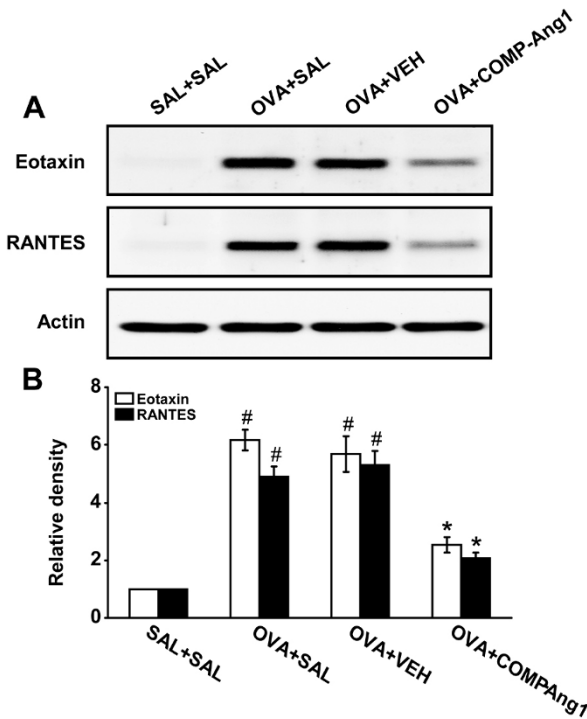 SAL+SAL OVA+SAL OVA+VEH OVA+COMP-Ang1
A
Eotaxin
RANTES
Actin
B
8
Eotaxin
RANTES
6
4
2
0
Relative density
# # # # * *
SAL+SAL OVA+SAL OVA+VEH OVA+COMPAng1